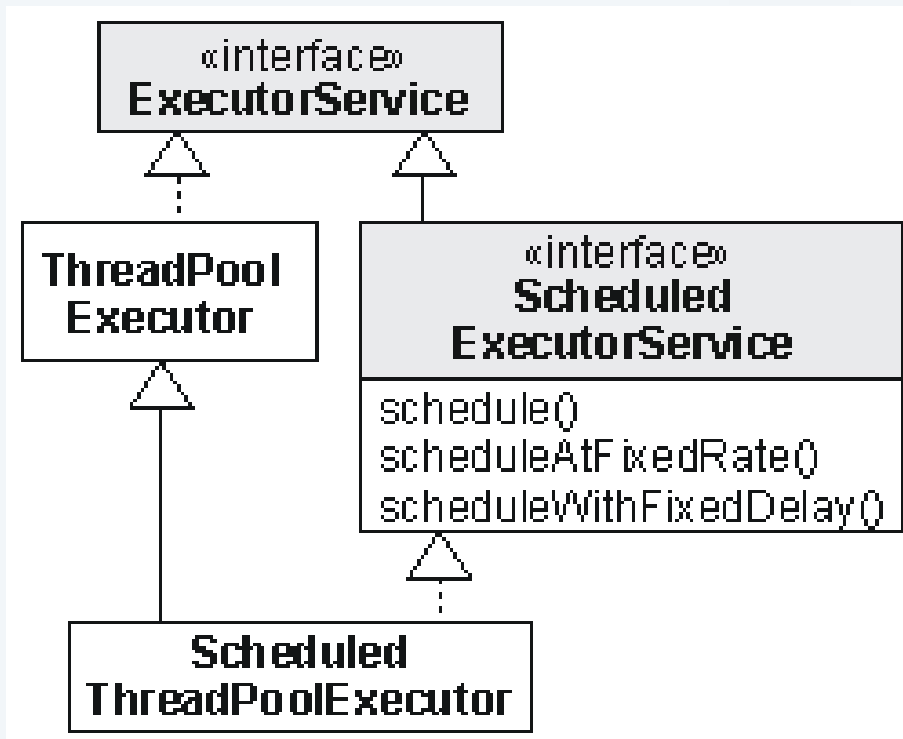 «interface»
ExecutorService
ThreadPool
Executor
«interface»
Scheduled
ExecutorService
schedule()
scheduleAtFixedRate()
scheduleWithFixedDelay()
Scheduled
ThreadPoolExecutor